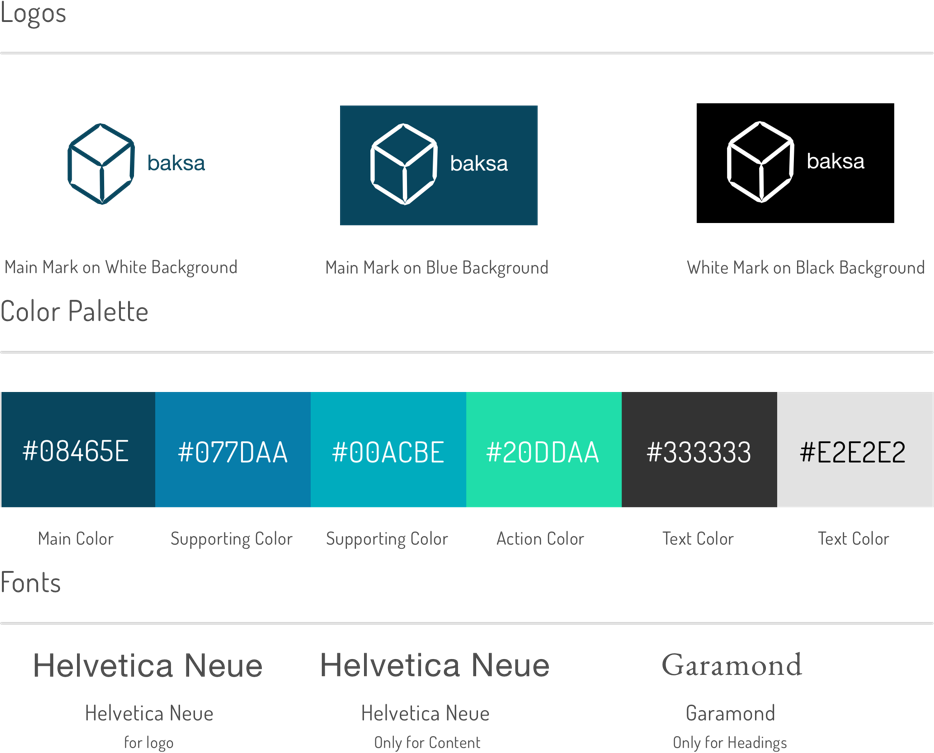 Logos
baksa
baksa
baksa
Main Mark on White Background
Main Mark on Blue Background
White Mark on Black Background
Color Palette
#08465E
#077DAA
#00ACBE
#20DDAA
#333333
#E2E2E2
Main Color
Supporting Color
Supporting Color
Action Color
Text Color
Text Color
Fonts
Helvetica Neue
Helvetica Neue
Garamond
Helvetica Neue
Helvetica Neue
Garamond
for logo
Only for Content
Only for Headings